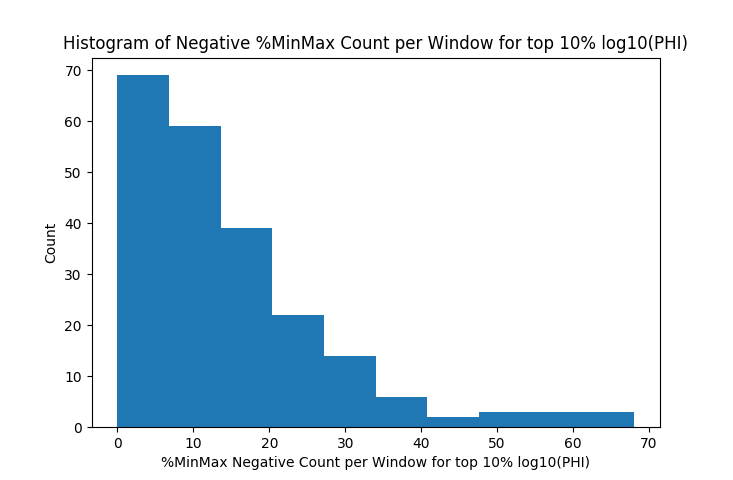 Histogram of Negative %MinMax Count per Window for top 10% log10(PHI)
70
60
50
40
30
20
10
0
Count
0 10 20 30 40 50 60 70
%MinMax Negative Count per Window for top 10% log10(PHI)